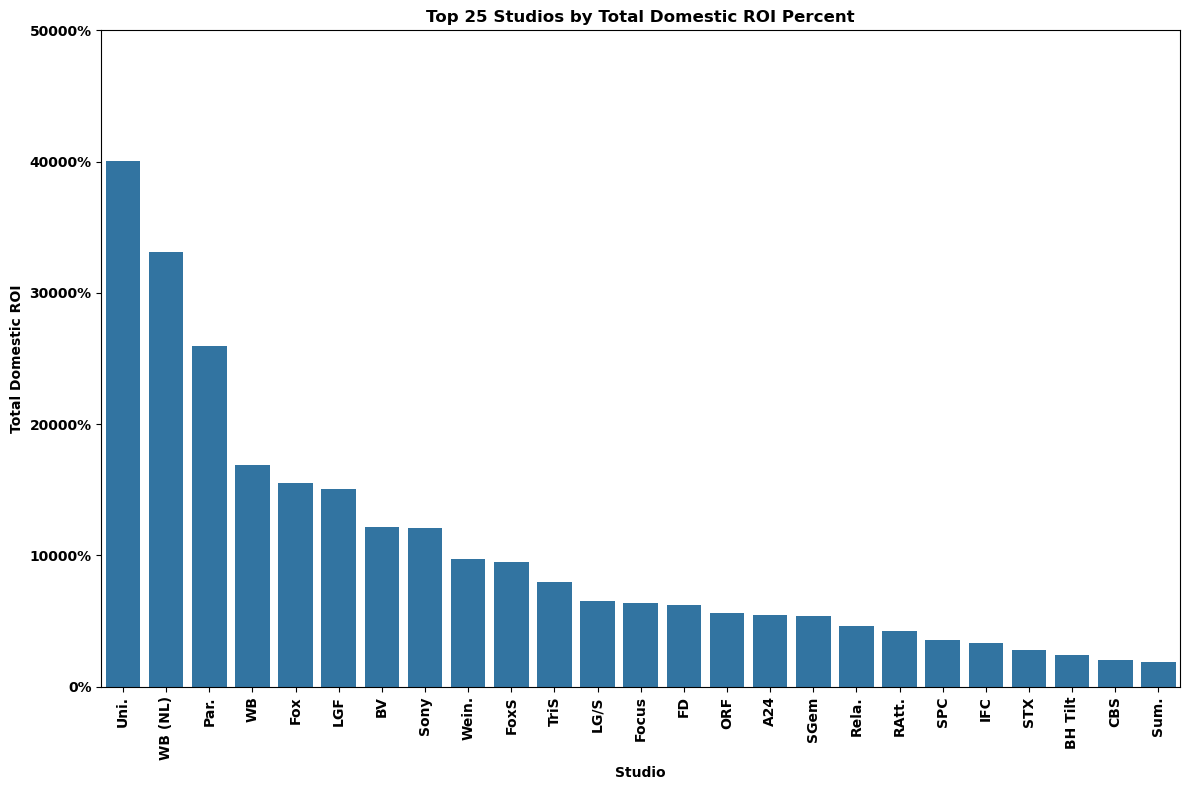 Top 25 Studios by Total Domestic ROI Percent
50000%
40000%
30000%
20000%
10000%
0%
Total Domestic ROI
Uni.
WB (NL)
Par.
WB
Fox
LGF
BV
Sony
Wein.
FoxS
TriS
LG/S
Focus
FD
ORF
A24
SGem
Rela.
RAtt.
SPC
IFC
STX
BH Tilt
CBS
Sum.
Studio